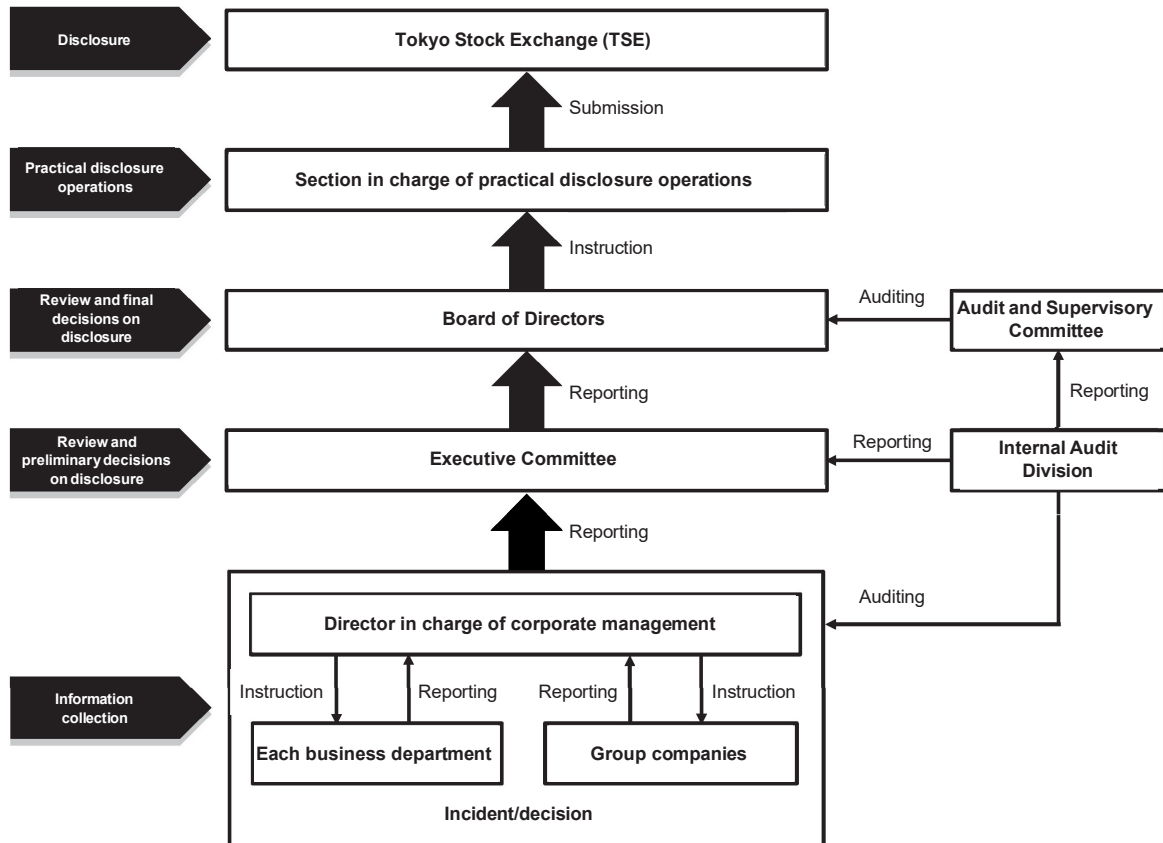 Disclosure
Tokyo Stock Exchange (TSE)
Submission
Practical disclosure
operations
Section in charge of practical disclosure operations
Instruction
Review and final
decisions on
disclosure
Board of Directors
Auditing
Audit and Supervisory
Committee
Reporting
Reporting
Review and
preliminary decisions
on disclosure
Executive Committee
Reporting
Internal Audit
Division
Reporting
Auditing
Director in charge of corporate management
Instruction
Reporting
Reporting
Instruction
Information
collection
Each business department
Group companies
Incident/decision